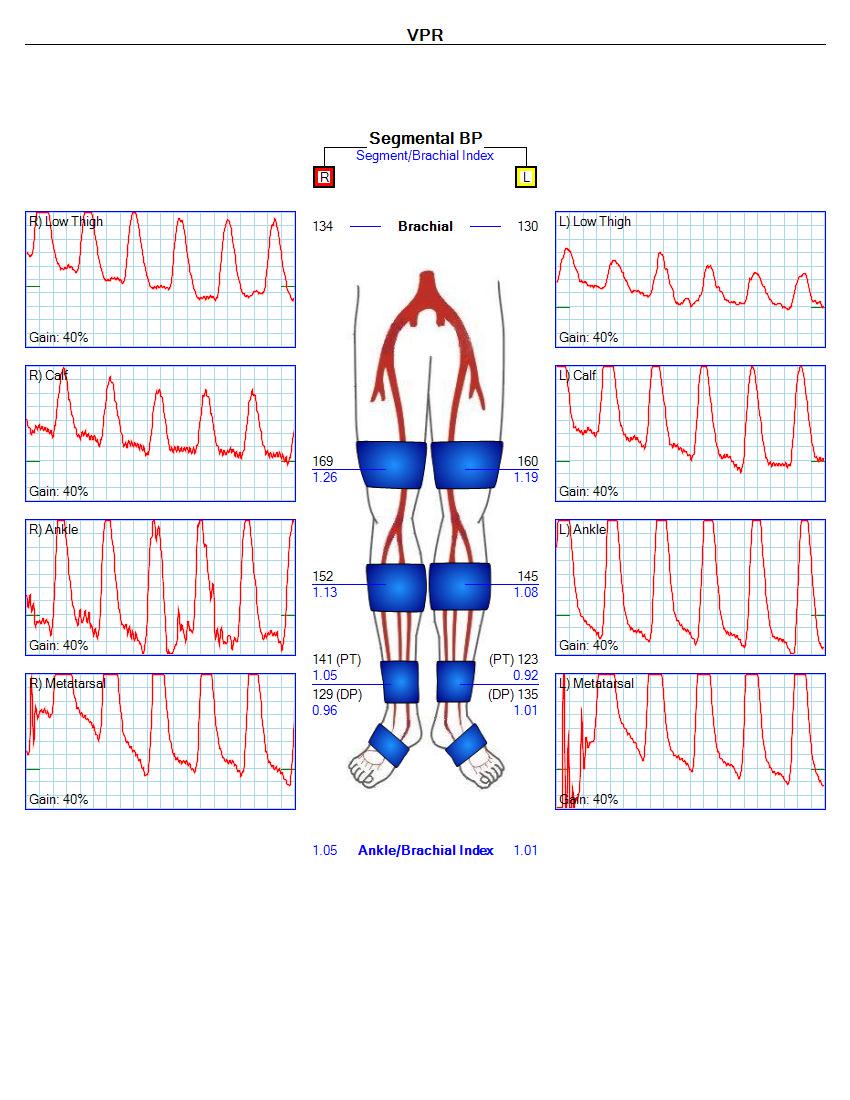 VPR
Segmental BP
Segment/Brachial Index
R
L
134 Brachial 130
R) Low Thigh
Gain: 40%
L) Low Thigh
Gain: 40%
R) Calf
Gain: 40%
L) Calf
Gain: 40%
169 160
1.26 1.19
R) Ankle
Gain: 40%
L) Ankle
Gain: 40%
152 145
1.13 1.08
R) Metatarsal
Gain: 40%
L) Metatarsal
Gain: 40%
141 (PT) (PT) 123
1.05 0.92
129 (DP) (DP) 135
0.96 1.01
1.05 Ankle/Brachial Index 1.01